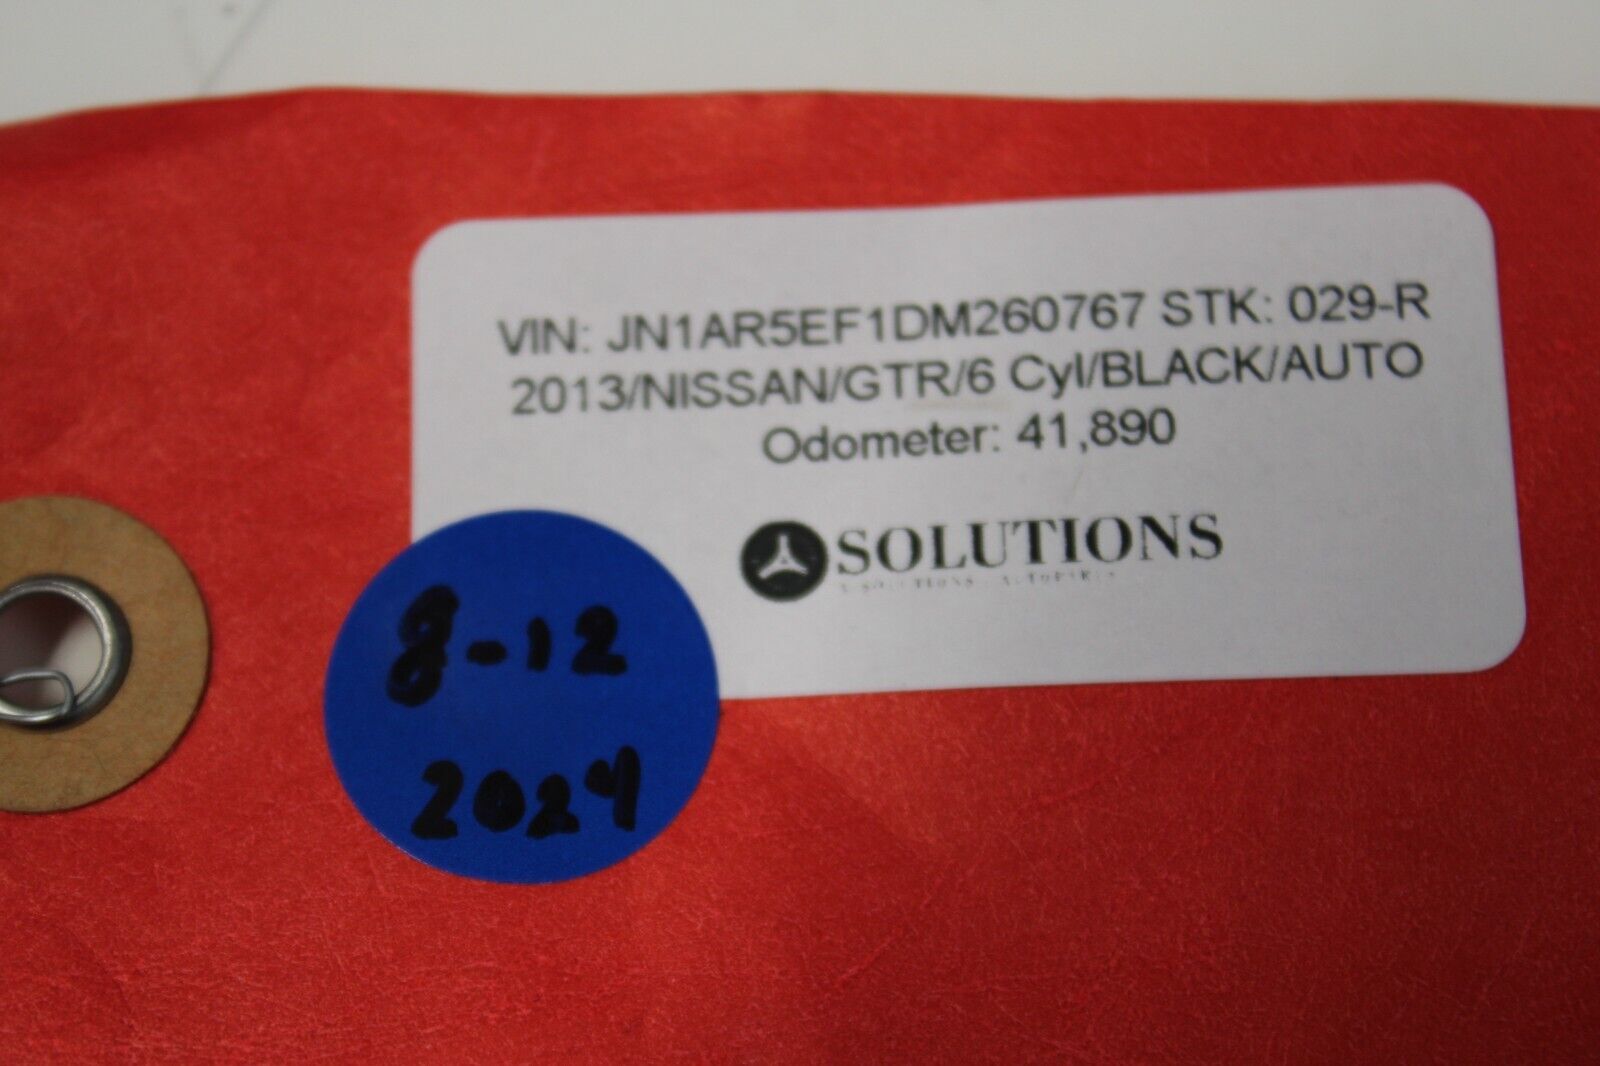 VIN: JN1AR5EF1DM260767 STK: 029-R
2013/NISSAN/GTR/6 Cyl/BLACK/AUTO
Odometer: 41,890
SOLUTIONS
8-12
2024